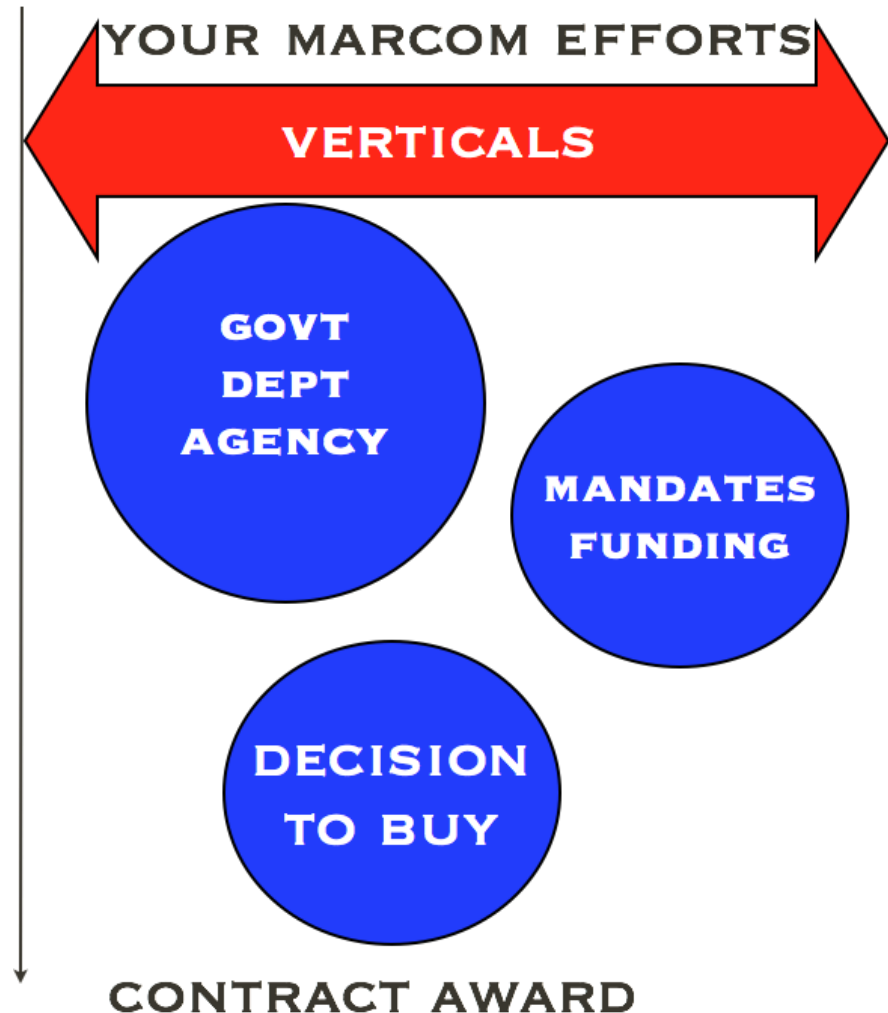 YOUR MARCOM EFFORTS
VERTICALS
GOVT
DEPT
AGENCY
MANDATES
FUNDING
DECISION
TO BUY
CONTRACT AWARD